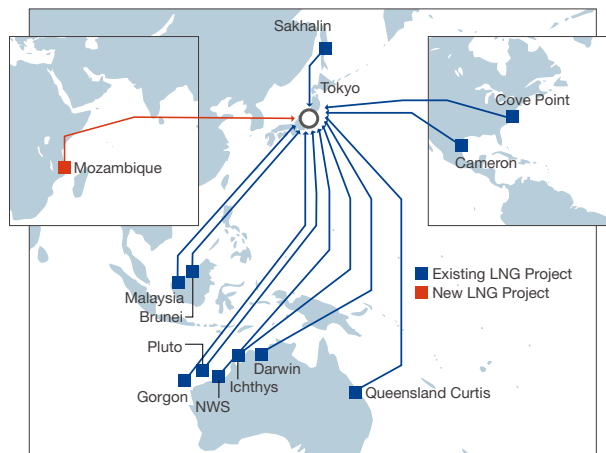 Sakhalin
Tokyo
Cove Point
Cameron
Mozambique
Existing LNG Project
New LNG Project
Malaysia
Brunei
Pluto
Darwin
Ichthys
Gorgon
NWS
Queensland Curtis